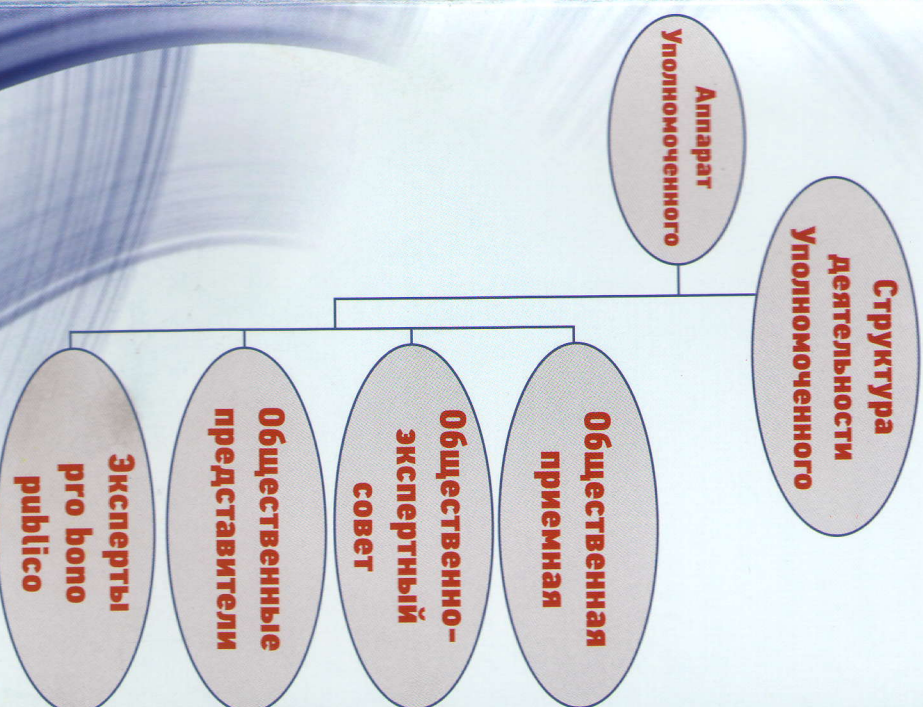 Структура
деятельности
Уполномоченного
Аппарат
Уполномоченного
Общественная
приемная
Общественно-
экспертный
совет
Общественные
представители
Эксперты
pro bono
publico